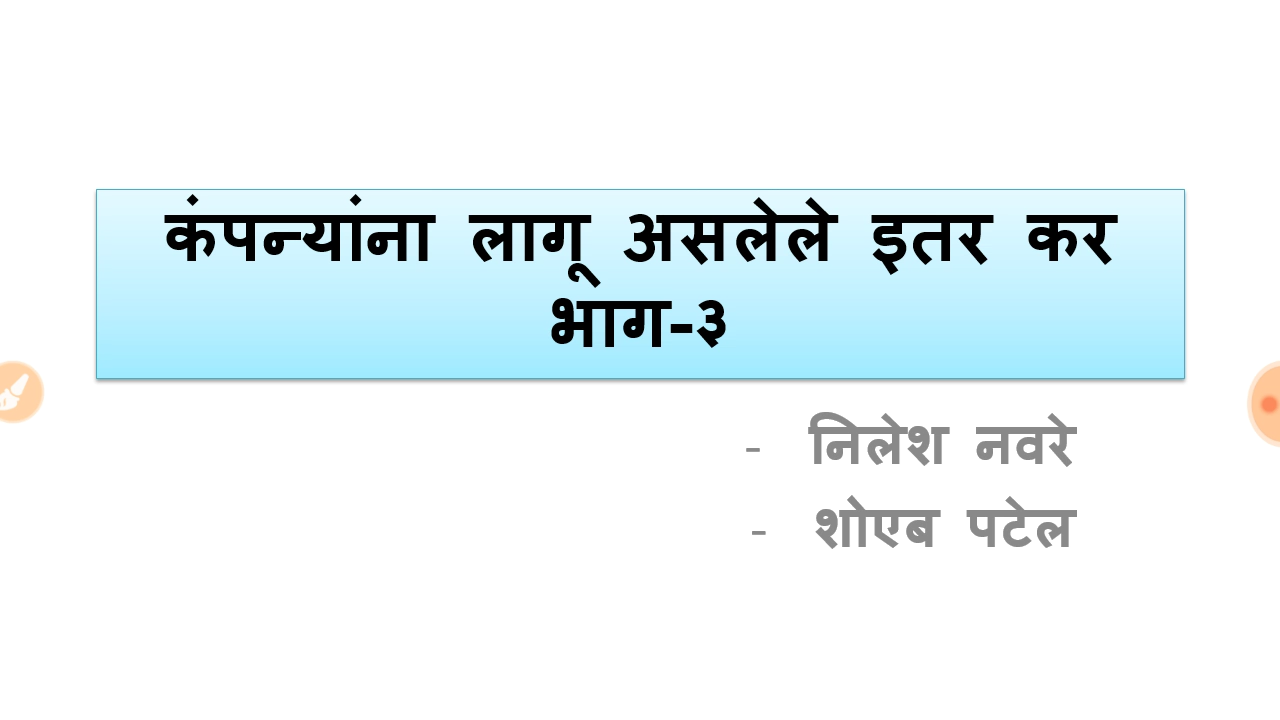 कंपन्यांना लागू असलेले इतर कर
भाग-३
- निलेश नवरे
- शोएब पटेल